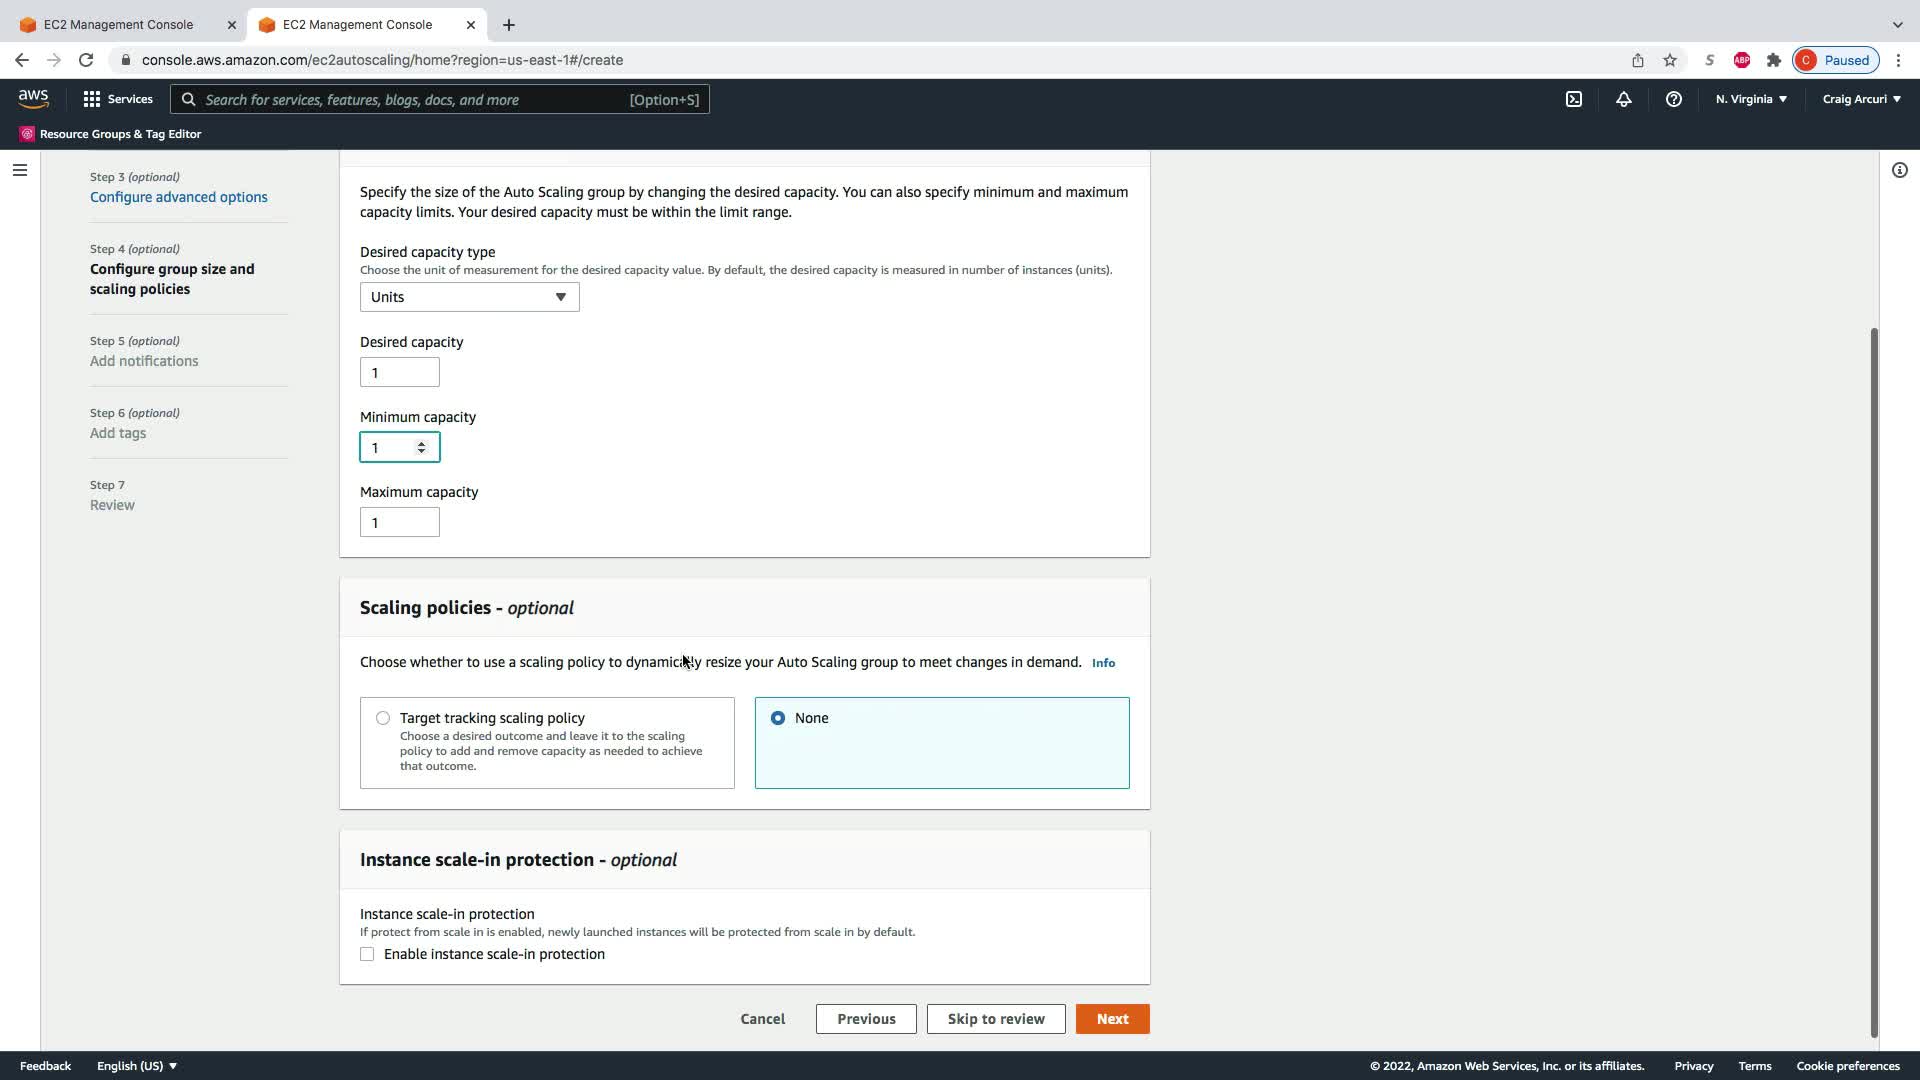 EC2 Management Console
EC2 Management Console
console.aws.amazon.com/ec2autoscaling/home?region=us-east-1#/create
S
ABP
C Paused
aws
Services
Search for services, features, blogs, docs, and more [Option+S]
N. Virginia
Craig Arcuri
Resource Groups & Tag Editor
Step 3 (optional)
Configure advanced options
Step 4 (optional)
Configure group size and
scaling policies
Step 5 (optional)
Add notifications
Step 6 (optional)
Add tags
Step 7
Review
Specify the size of the Auto Scaling group by changing the desired capacity. You can also specify minimum and maximum
capacity limits. Your desired capacity must be within the limit range.
Desired capacity type
Choose the unit of measurement for the desired capacity value. By default, the desired capacity is measured in number of instances (units).
Units
Desired capacity
1
Minimum capacity
1
Maximum capacity
1
Scaling policies - optional
Choose whether to use a scaling policy to dynamically resize your Auto Scaling group to meet changes in demand. Info
Target tracking scaling policy
Choose a desired outcome and leave it to the scaling
policy to add and remove capacity as needed to achieve
that outcome.
None
Instance scale-in protection - optional
Instance scale-in protection
If protect from scale in is enabled, newly launched instances will be protected from scale in by default.
Enable instance scale-in protection
Cancel
Previous
Skip to review
Next
Feedback
English (US)
© 2022, Amazon Web Services, Inc. or its affiliates.
Privacy
Terms
Cookie preferences